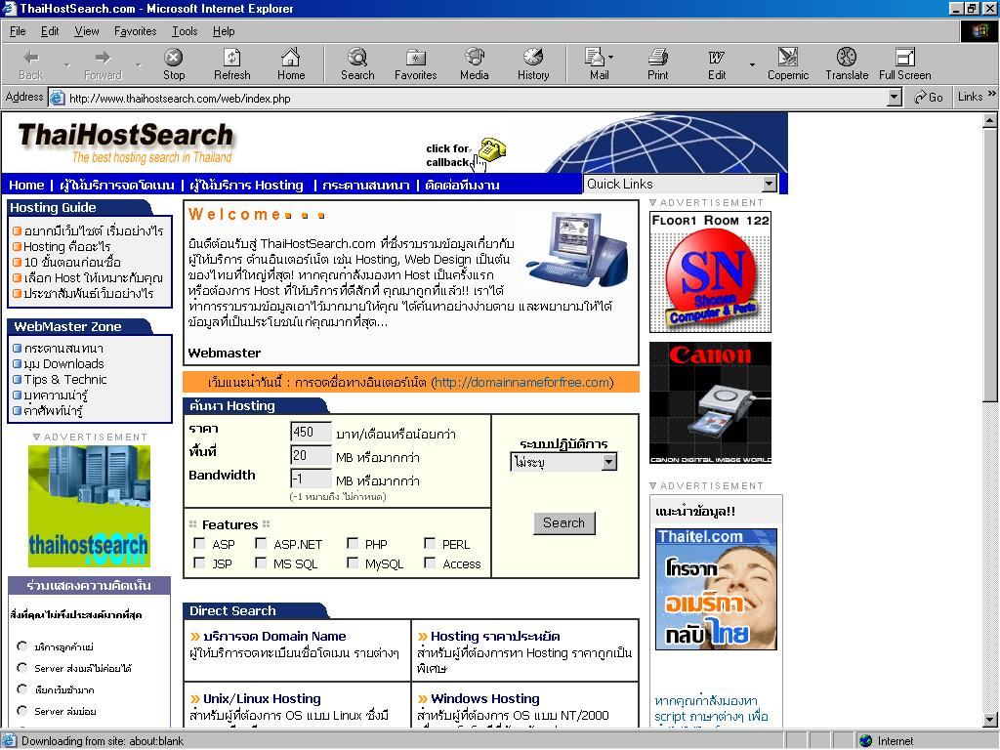 ThaiHostSearch.com - Microsoft Internet Explorer
File Edit View Favorites Tools Help
Back Forward Stop Refresh Home Search Favorites Media History Mail Print Edit Copernic Translate Full Screen
Address http://www.thaihostsearch.com/web/index.php Go Links »
ThaiHostSearch
The best hosting search in Thailand
click for
callback
Home | ผู้ให้บริการจดโดเมน | ผู้ให้บริการ Hosting | กระดานสนทนา | ติดต่อทีมงาน
Quick Links
Hosting Guide
อยากมีเว็บไซต์ เริ่มอย่างไร
Hosting คืออะไร
10 ขั้นตอนก่อนซื้อ
เลือก Host ให้เหมาะกับคุณ
ประชาสัมพันธ์เว็บอย่างไร
WebMaster Zone
กระดานสนทนา
มุม Downloads
Tips & Technic
บทความน่ารู้
คำศัพท์น่ารู้
ADVERTISEMENT
thaihostsearch
.COM
ร่วมแสดงความคิดเห็น
สิ่งที่คุณไม่พึงประสงค์มากที่สุด
บริการลูกค้าแย่
Server ส่งเมล์ไม่ค่อยได้
เรียกเว็บช้ามาก
Server ล่มบ่อย
Welcome...
ยินดีต้อนรับสู่ ThaiHostSearch.com ที่ซึ่งรวบรวมข้อมูลเกี่ยวกับ
ผู้ให้บริการ ด้านอินเตอร์เน็ต เช่น Hosting, Web Design เป็นต้น
ของไทยที่ใหญ่ที่สุด! หากคุณกำลังมองหา Host เป็นครั้งแรก
หรือต้องการ Host ที่ให้บริการที่ดีสักที่ คุณมาถูกที่แล้ว!! เราได้
ทำการรวบรวมข้อมูลเอาไว้มากมายให้คุณ ได้ค้นหาอย่างง่ายดาย และพยายามให้ได้
ข้อมูลที่เป็นประโยชน์แก่คุณมากที่สุด...
Webmaster
เว็บแนะนำวันนี้ : การจดชื่อทางอินเตอร์เน็ต (http://domainnameforfree.com)
ค้นหา Hosting
ราคา 450 บาท/เดือนหรือน้อยกว่า
พื้นที่ 20 MB หรือมากกว่า
Bandwidth -1 MB หรือมากกว่า
(-1 หมายถึง ไม่กำหนด)
ระบบปฏิบัติการ
ไม่ระบุ
Search
Features
ASP ASP.NET PHP PERL
JSP MS SQL MySQL Access
Direct Search
» บริการจด Domain Name
ผู้ให้บริการจดทะเบียนชื่อโดเมน รายต่างๆ
» Hosting ราคาประหยัด
สำหรับผู้ที่ต้องการหา Hosting ราคาถูกเป็น
พิเศษ
» Unix/Linux Hosting
สำหรับผู้ที่ต้องการ OS แบบ Linux ซึ่งมี
» Windows Hosting
สำหรับผู้ที่ต้องการ OS แบบ NT/2000
ADVERTISEMENT
FLOOR1 ROOM 122
SN
Shonan
Computer & Parts
Canon
CANON DIGITAL IMAGE WORLD
ADVERTISEMENT
แนะนำข้อมูล!!
Thaitel.com
โทรจาก
อเมริกา
กลับไทย
หากคุณกำลังมองหา
script ภาษาต่างๆ เพื่อ
Downloading from site: about:blank
Internet